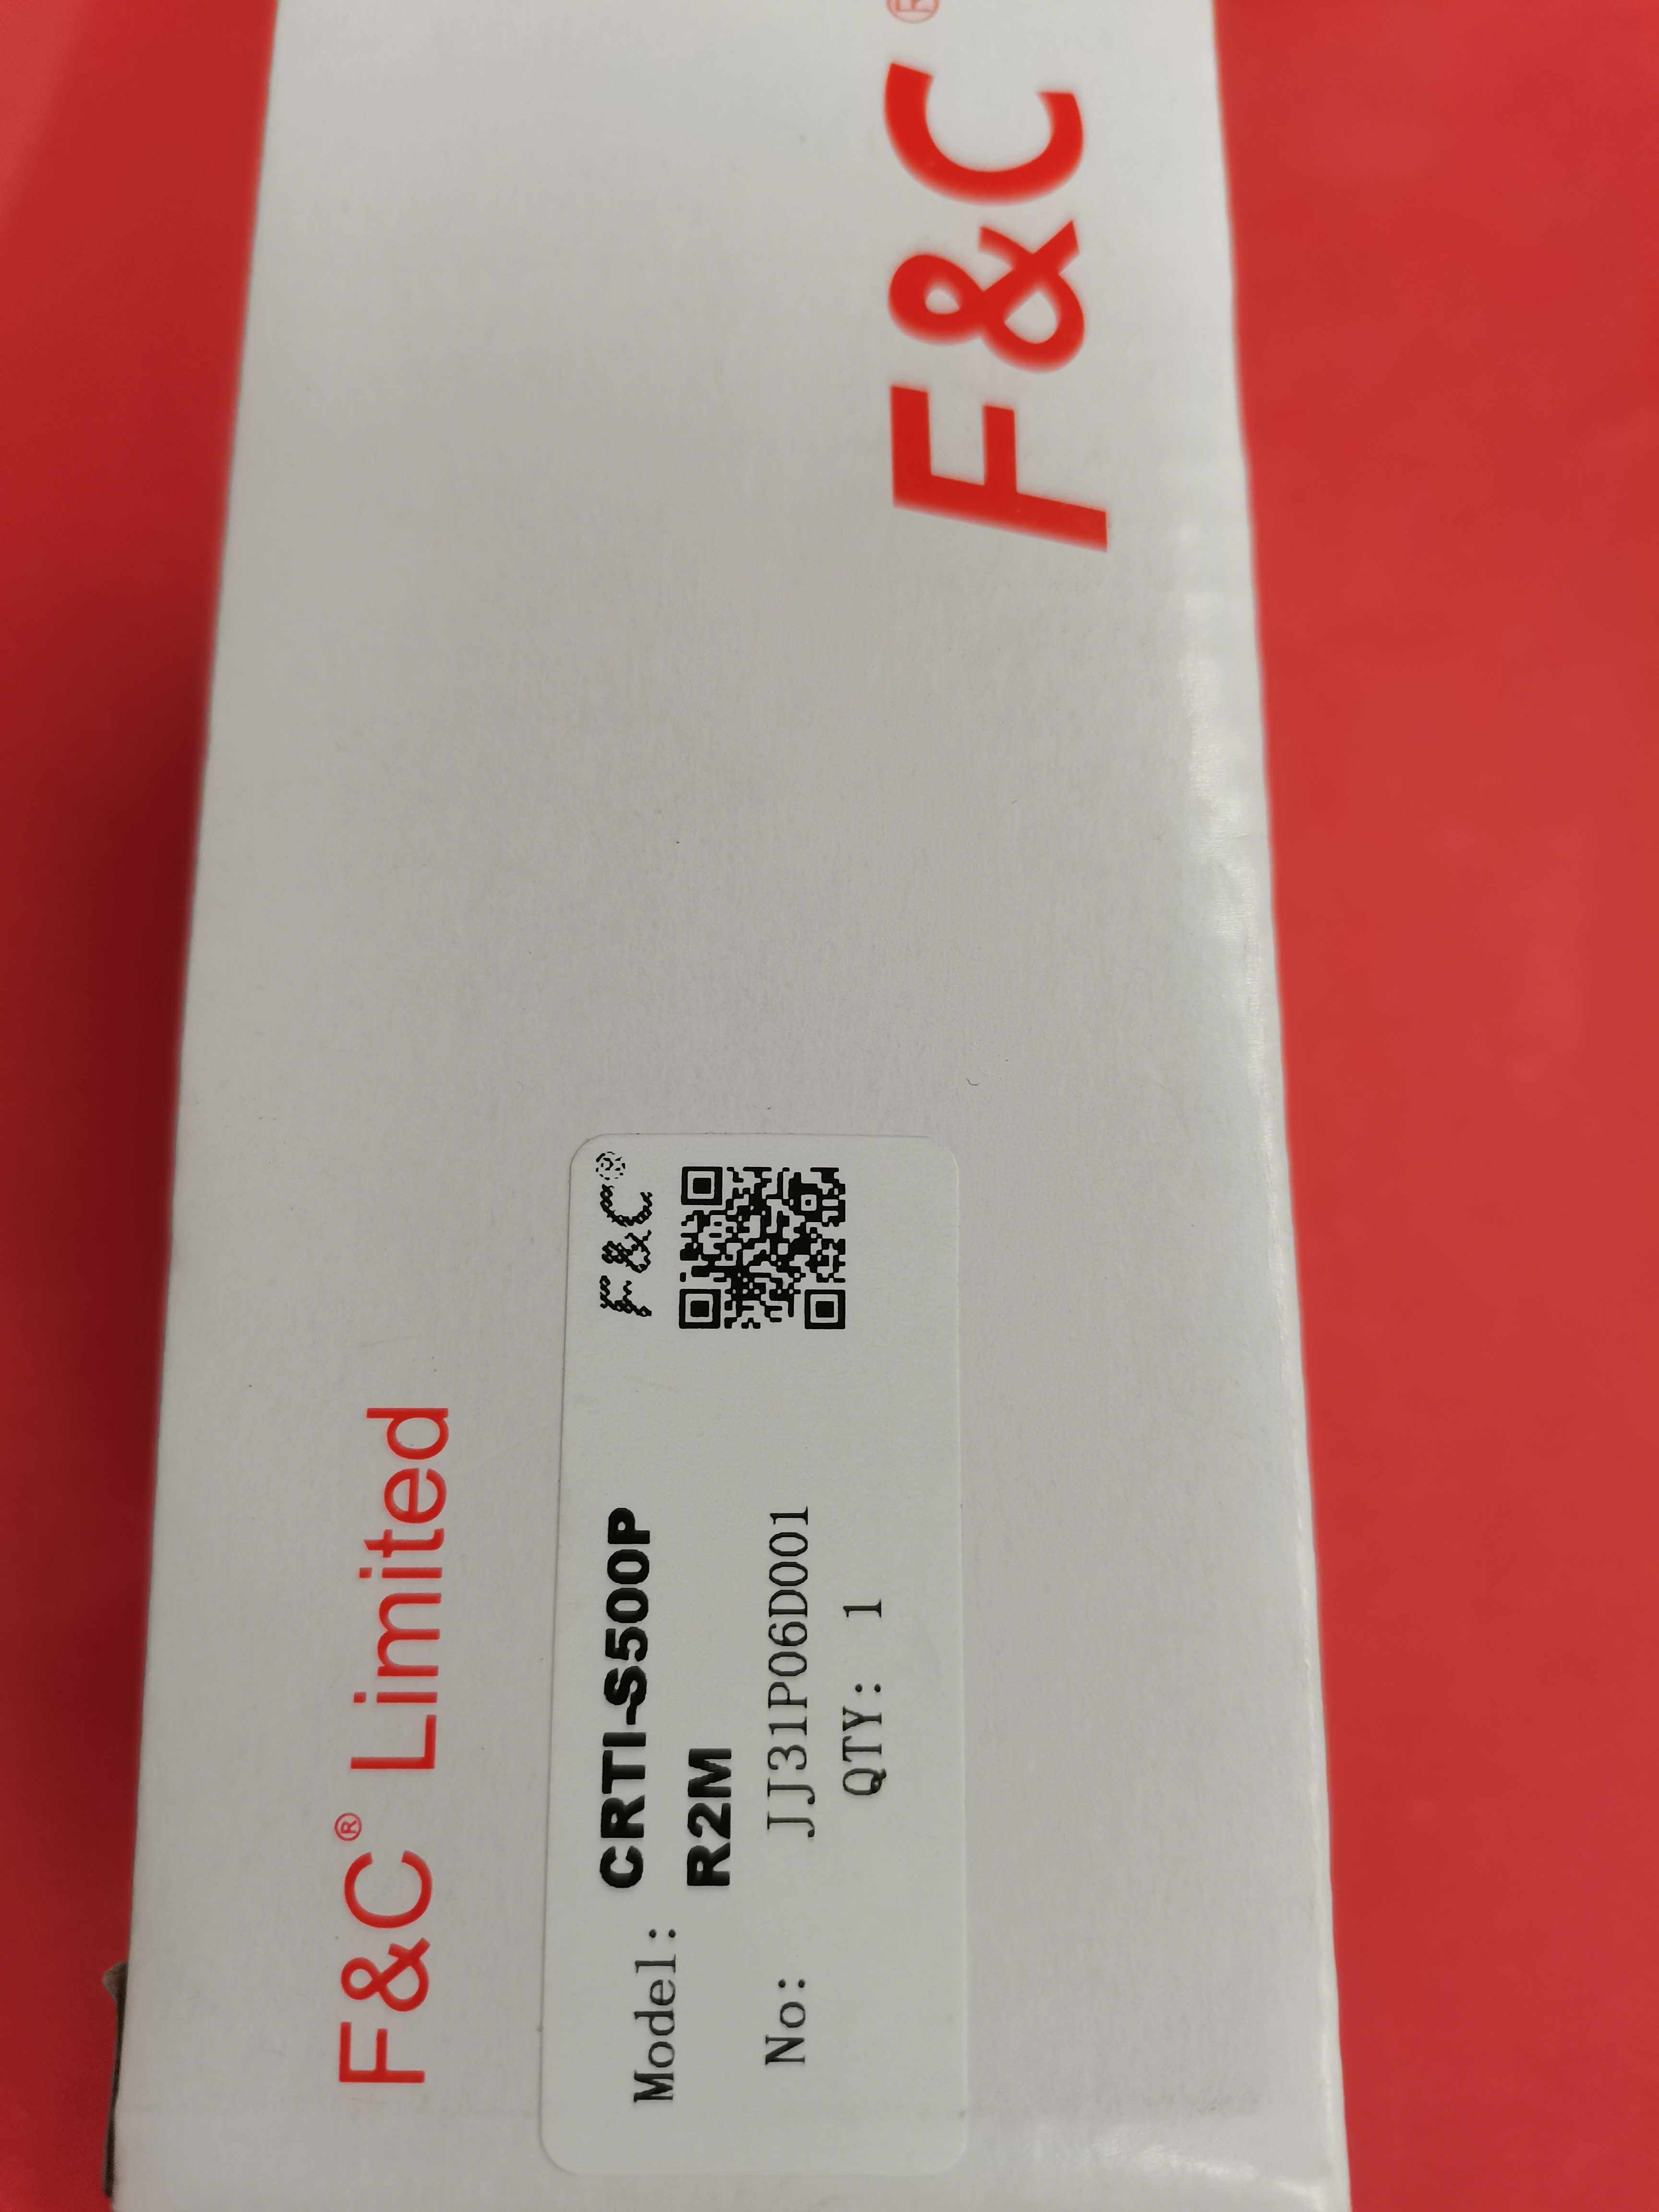 F&C® Limited
F&C®
Model: CRTI-S500P
R2M
No: JJ31P06D001
QTY: 1
F&C®